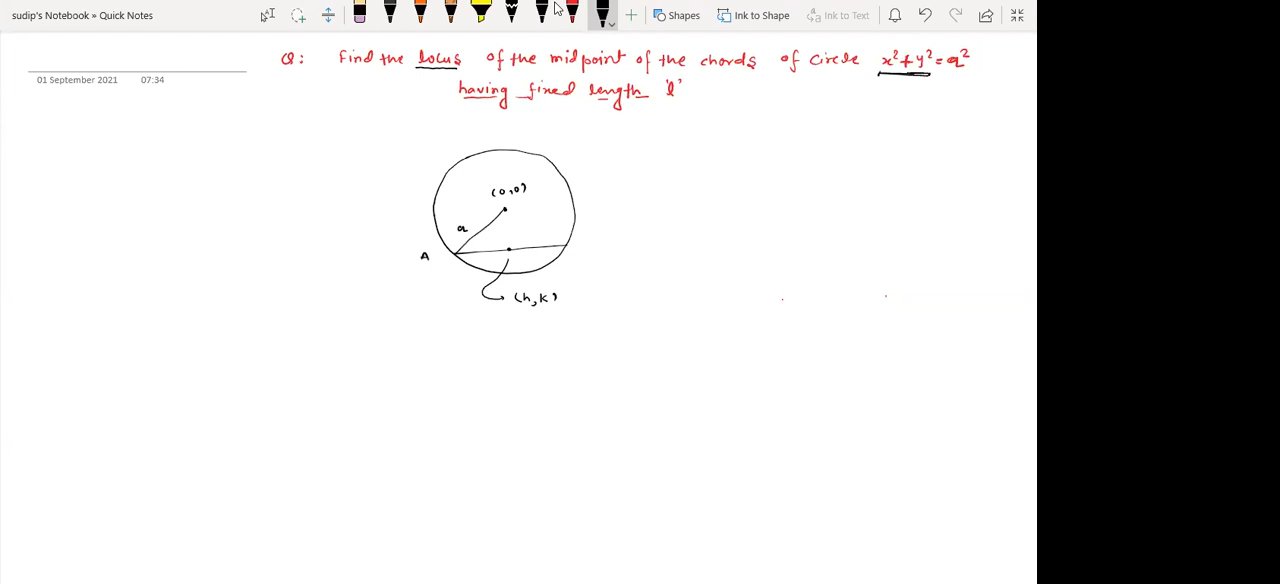 sudip's Notebook » Quick Notes
Shapes
Ink to Shape
Ink to Text
Q: Find the locus of the midpoint of the chords of circle x²+y²=a²
having fixed length 'l'
01 September 2021 07:34
(0,0)
a
A
(h,k)